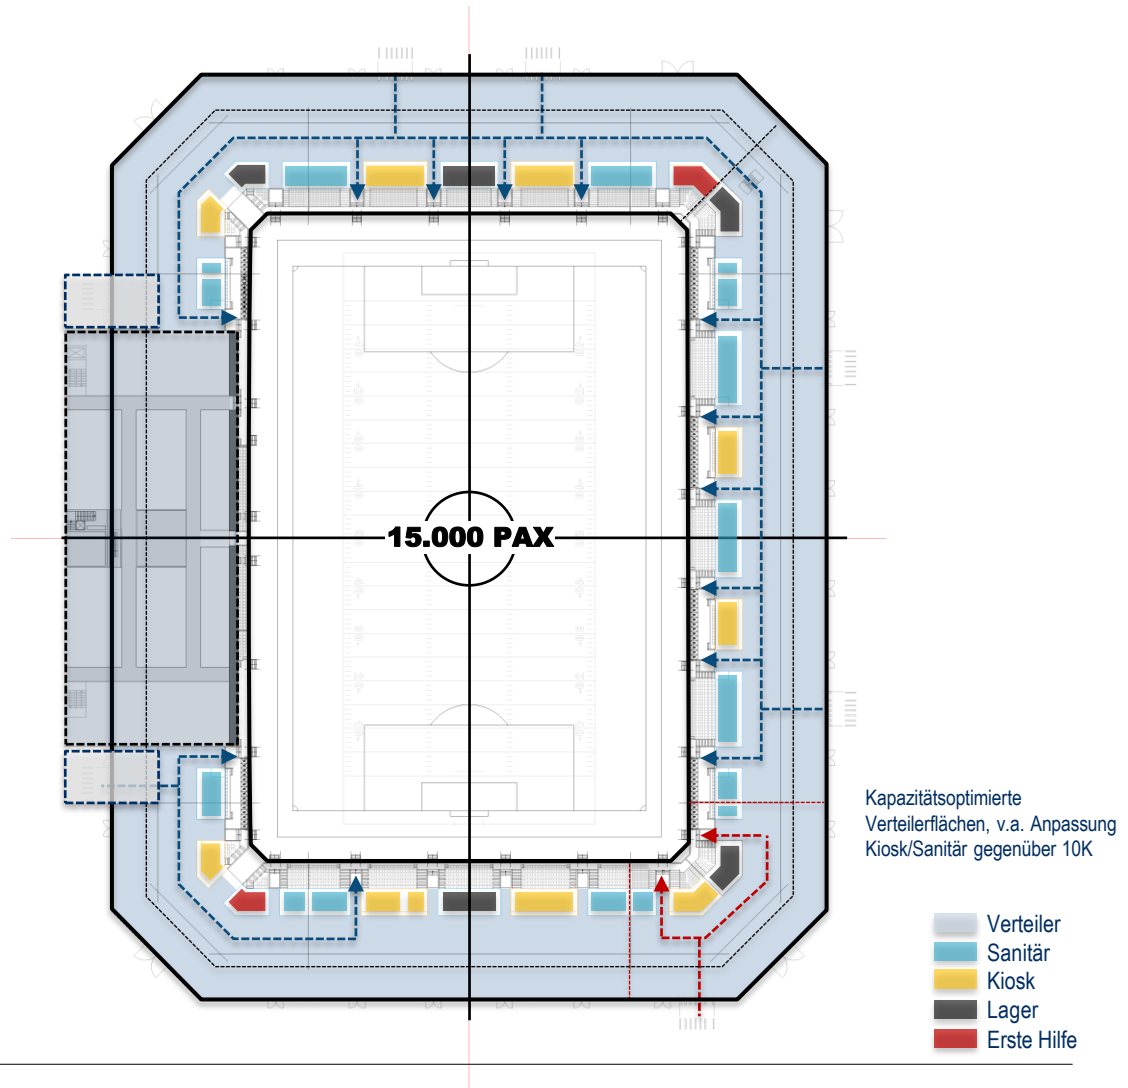 15.000 PAX
Kapazitätsoptimierte
Verteilerflächen, v.a. Anpassung
Kiosk/Sanitär gegenüber 10K
Verteiler
Sanitär
Kiosk
Lager
Erste Hilfe